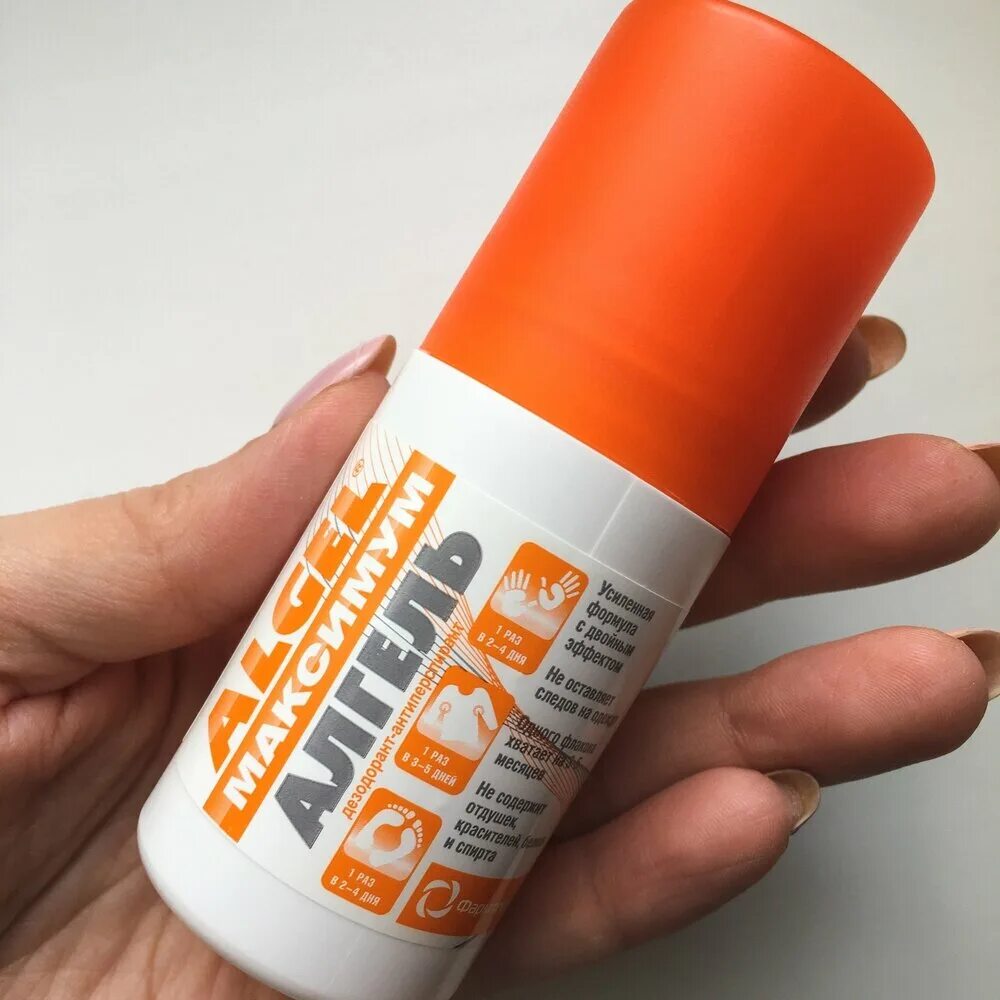 ALGEL®
МАКСИМУМ
АЛГЕЛЬ
дезодорант-антиперспирант
1 РАЗ
В 2–4 ДНЯ
1 РАЗ
В 3–5 ДНЕЙ
1 РАЗ
В 2–4 ДНЯ
Усиленная
формула
с двойным
эффектом
Не оставляет
следов на
Одного флакона
хватает на
месяцев
Не содержит
отдушек,
красителей,
и спирта